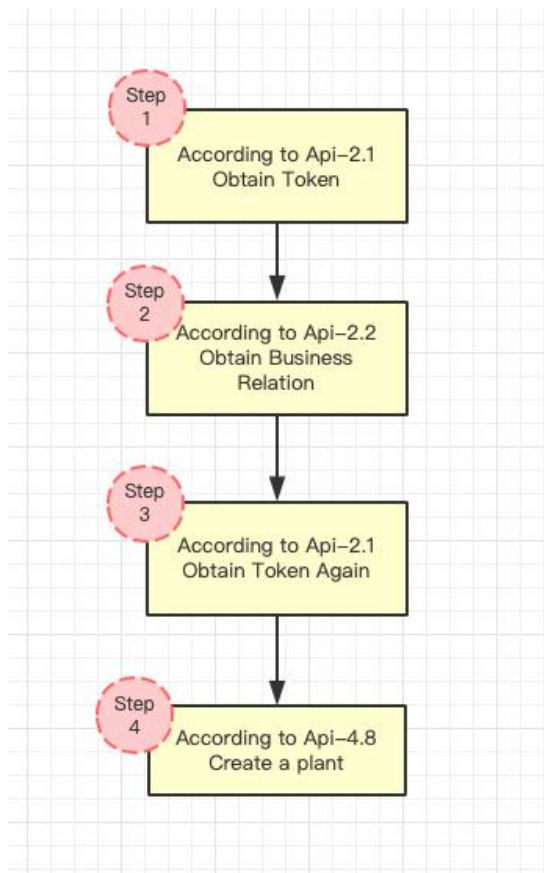 Step
1
According to Api-2.1
Obtain Token
Step
2
According to Api-2.2
Obtain Business
Relation
Step
3
According to Api-2.1
Obtain Token Again
Step
4
According to Api-4.8
Create a plant